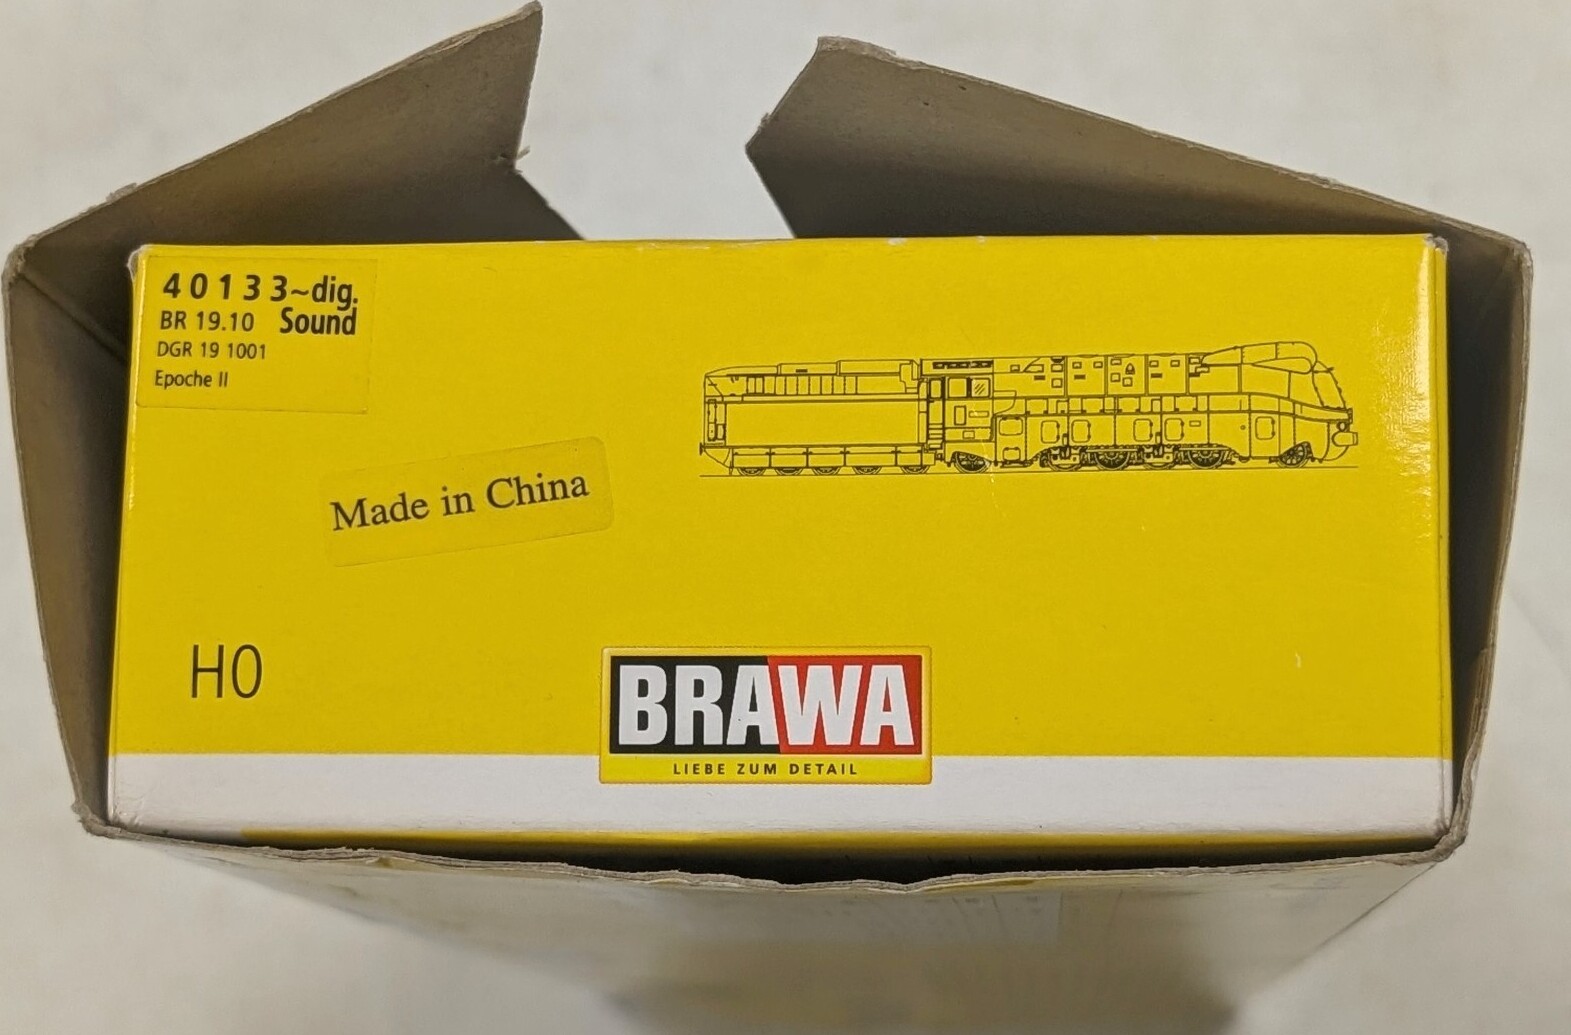 40133~dig.
BR 19.10 Sound
DGR 19 1001
Epoche II
Made in China
H0
BRAWA
LIEBE ZUM DETAIL